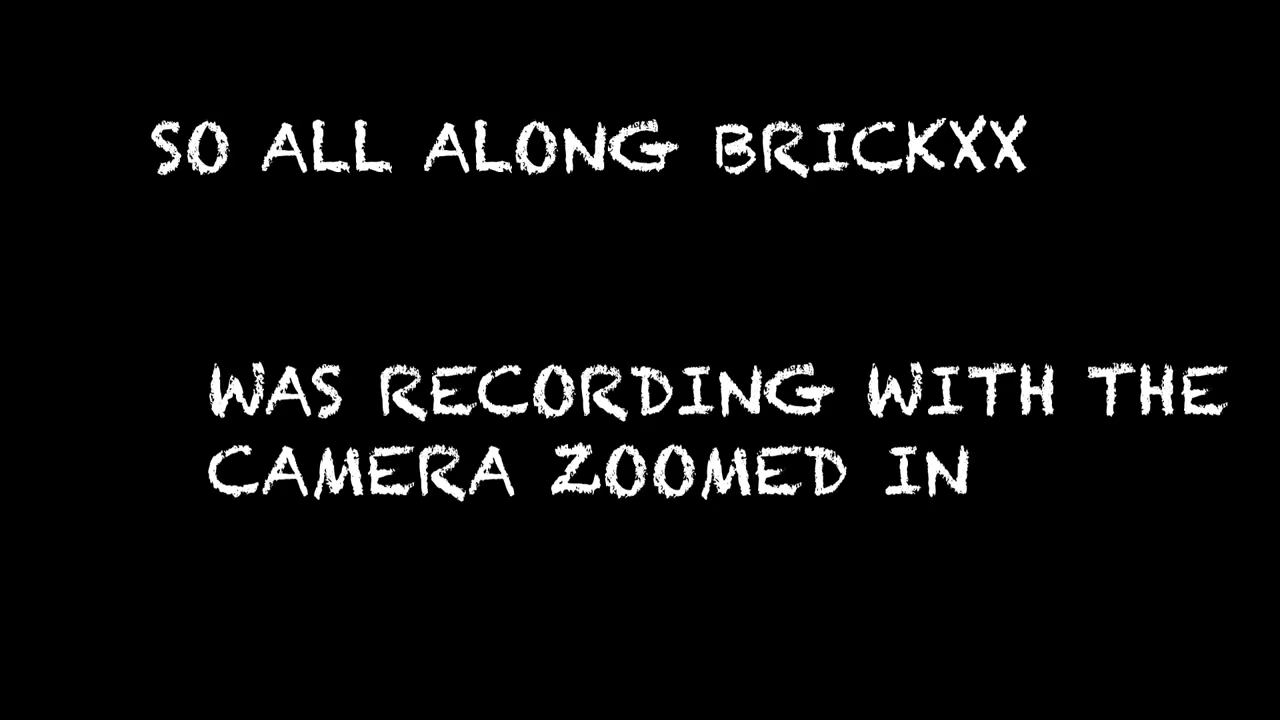 SO ALL ALONG BRICKXX
WAS RECORDING WITH THE
CAMERA ZOOMED IN